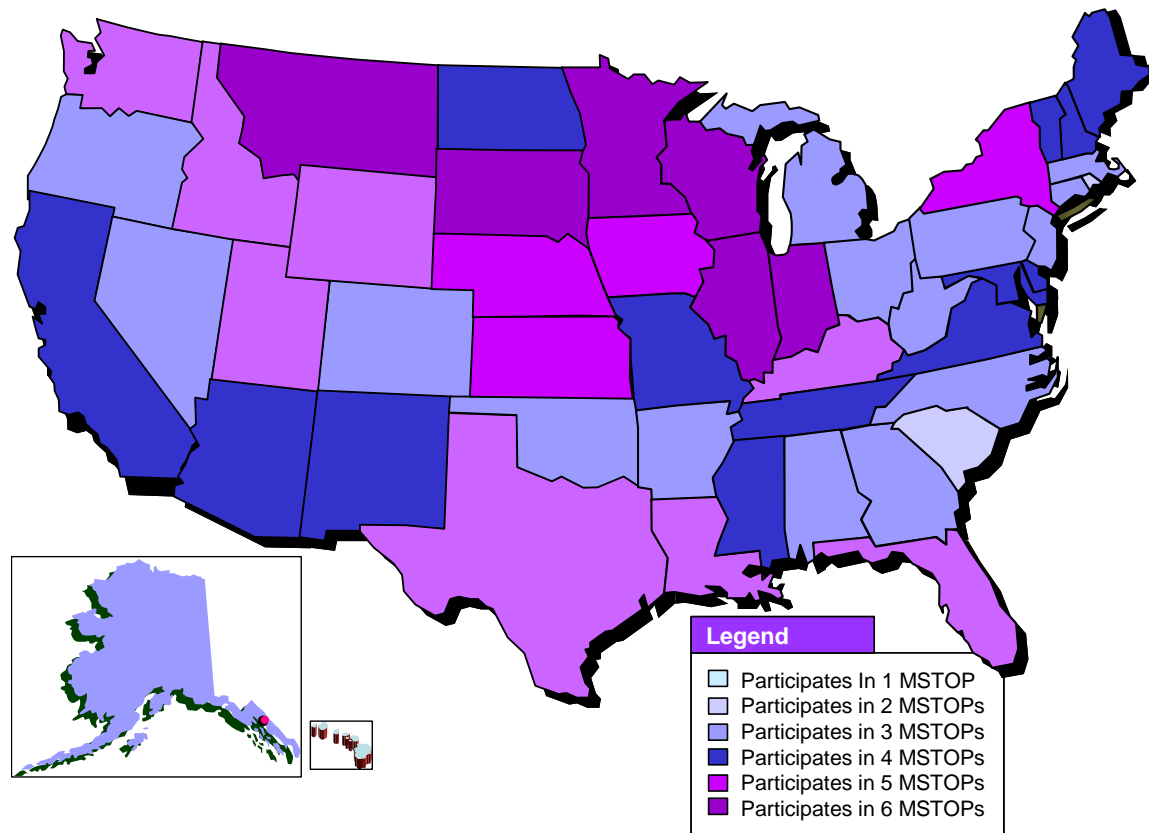 Legend
Participates In 1 MSTOP
Participates in 2 MSTOPs
Participates in 3 MSTOPs
Participates in 4 MSTOPs
Participates in 5 MSTOPs
Participates in 6 MSTOPs